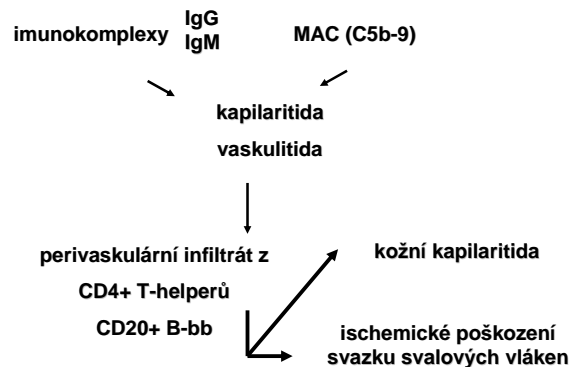 imunokomplexy IgG
IgM
MAC (C5b-9)
kapilaritida
vaskulitida
perivaskulární infiltrát z
CD4+ T-helperů
CD20+ B-bb
kožní kapilaritida
ischemické poškození
svazku svalových vláken